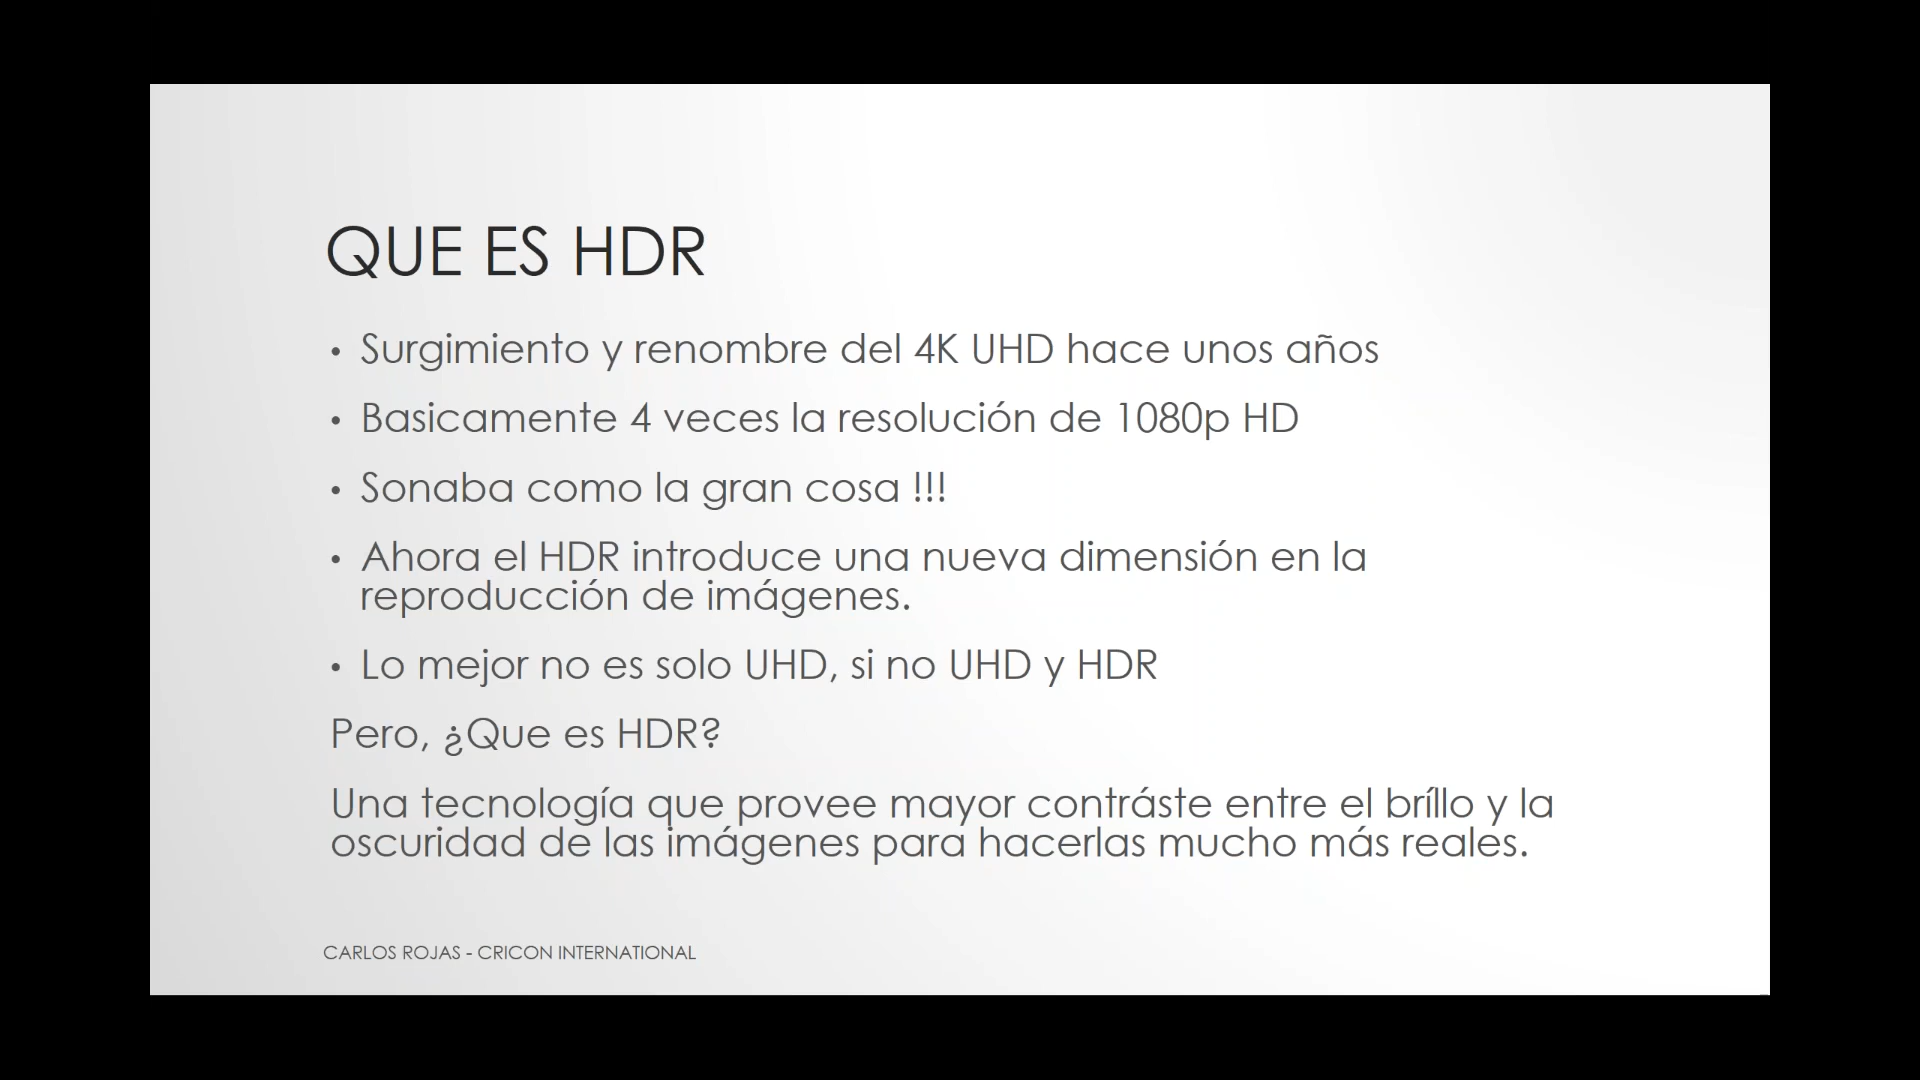 QUE ES HDR
• Surgimiento y renombre del 4K UHD hace unos años
• Basicamente 4 veces la resolución de 1080p HD
• Sonaba como la gran cosa !!!
• Ahora el HDR introduce una nueva dimensión en la
reproducción de imágenes.
• Lo mejor no es solo UHD, si no UHD y HDR
Pero, ¿Que es HDR?
Una tecnología que provee mayor contráste entre el bríllo y la
oscuridad de las imágenes para hacerlas mucho más reales.
CARLOS ROJAS - CRICON INTERNATIONAL